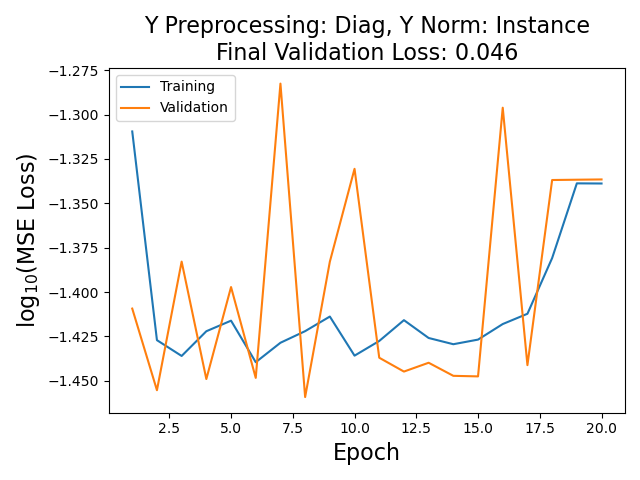 Y Preprocessing: Diag, Y Norm: Instance
Final Validation Loss: 0.046
Training
Validation
−1.275
−1.300
−1.325
−1.350
−1.375
−1.400
−1.425
−1.450
log₁₀(MSE Loss)
2.5 5.0 7.5 10.0 12.5 15.0 17.5 20.0
Epoch